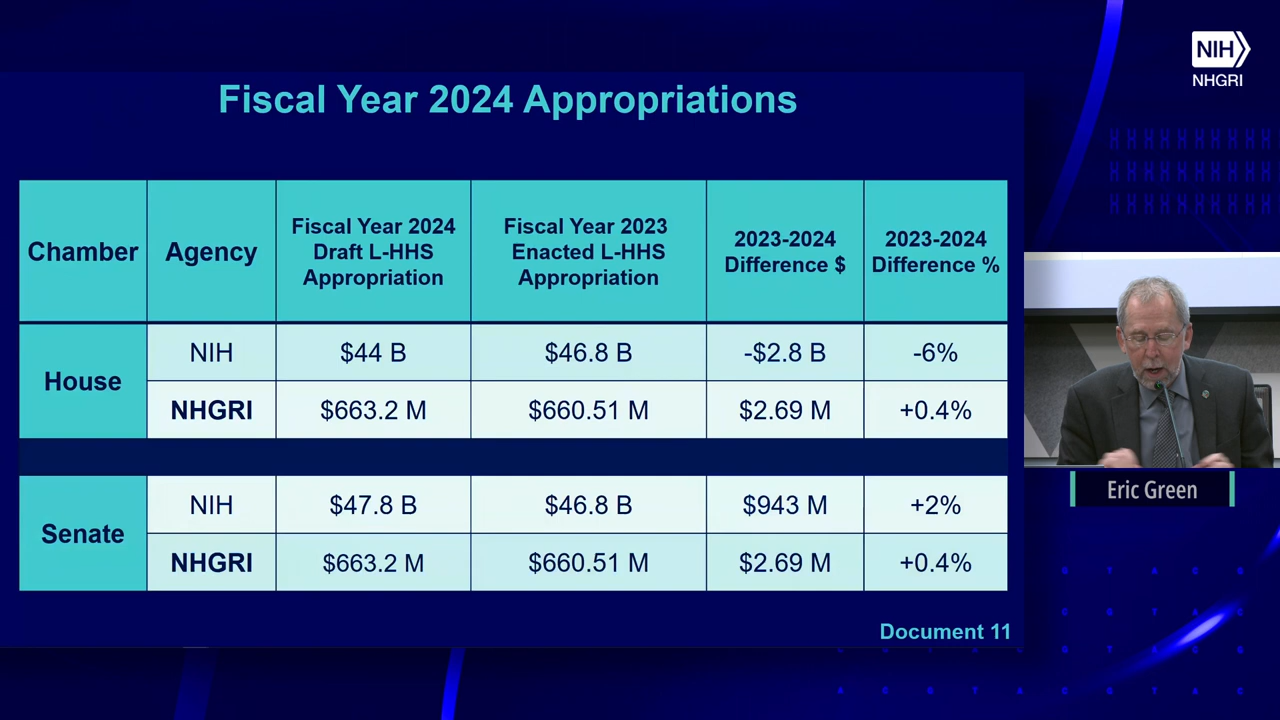 NIH
NHGRI
Fiscal Year 2024 Appropriations
Chamber
Agency
Fiscal Year 2024
Draft L-HHS
Appropriation
Fiscal Year 2023
Enacted L-HHS
Appropriation
2023-2024
Difference $
2023-2024
Difference %
House
NIH
$44 B
$46.8 B
-$2.8 B
-6%
NHGRI
$663.2 M
$660.51 M
$2.69 M
+0.4%
Senate
NIH
$47.8 B
$46.8 B
$943 M
+2%
NHGRI
$663.2 M
$660.51 M
$2.69 M
+0.4%
Eric Green
Document 11